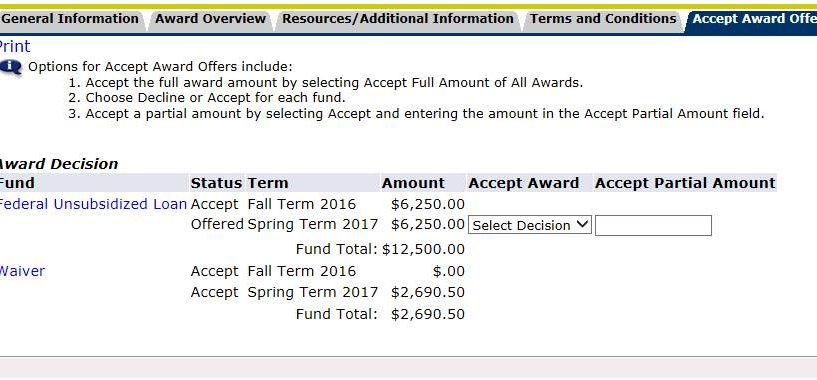 General Information Award Overview Resources/Additional Information Terms and Conditions Accept Award Offe
Print
Options for Accept Award Offers include:
1. Accept the full award amount by selecting Accept Full Amount of All Awards.
2. Choose Decline or Accept for each fund.
3. Accept a partial amount by selecting Accept and entering the amount in the Accept Partial Amount field.
Award Decision
Fund Status Term Amount Accept Award Accept Partial Amount
Federal Unsubsidized Loan Accept Fall Term 2016 $6,250.00
Offered Spring Term 2017 $6,250.00 Select Decision
Fund Total: $12,500.00
Waiver Accept Fall Term 2016 $.00
Accept Spring Term 2017 $2,690.50
Fund Total: $2,690.50